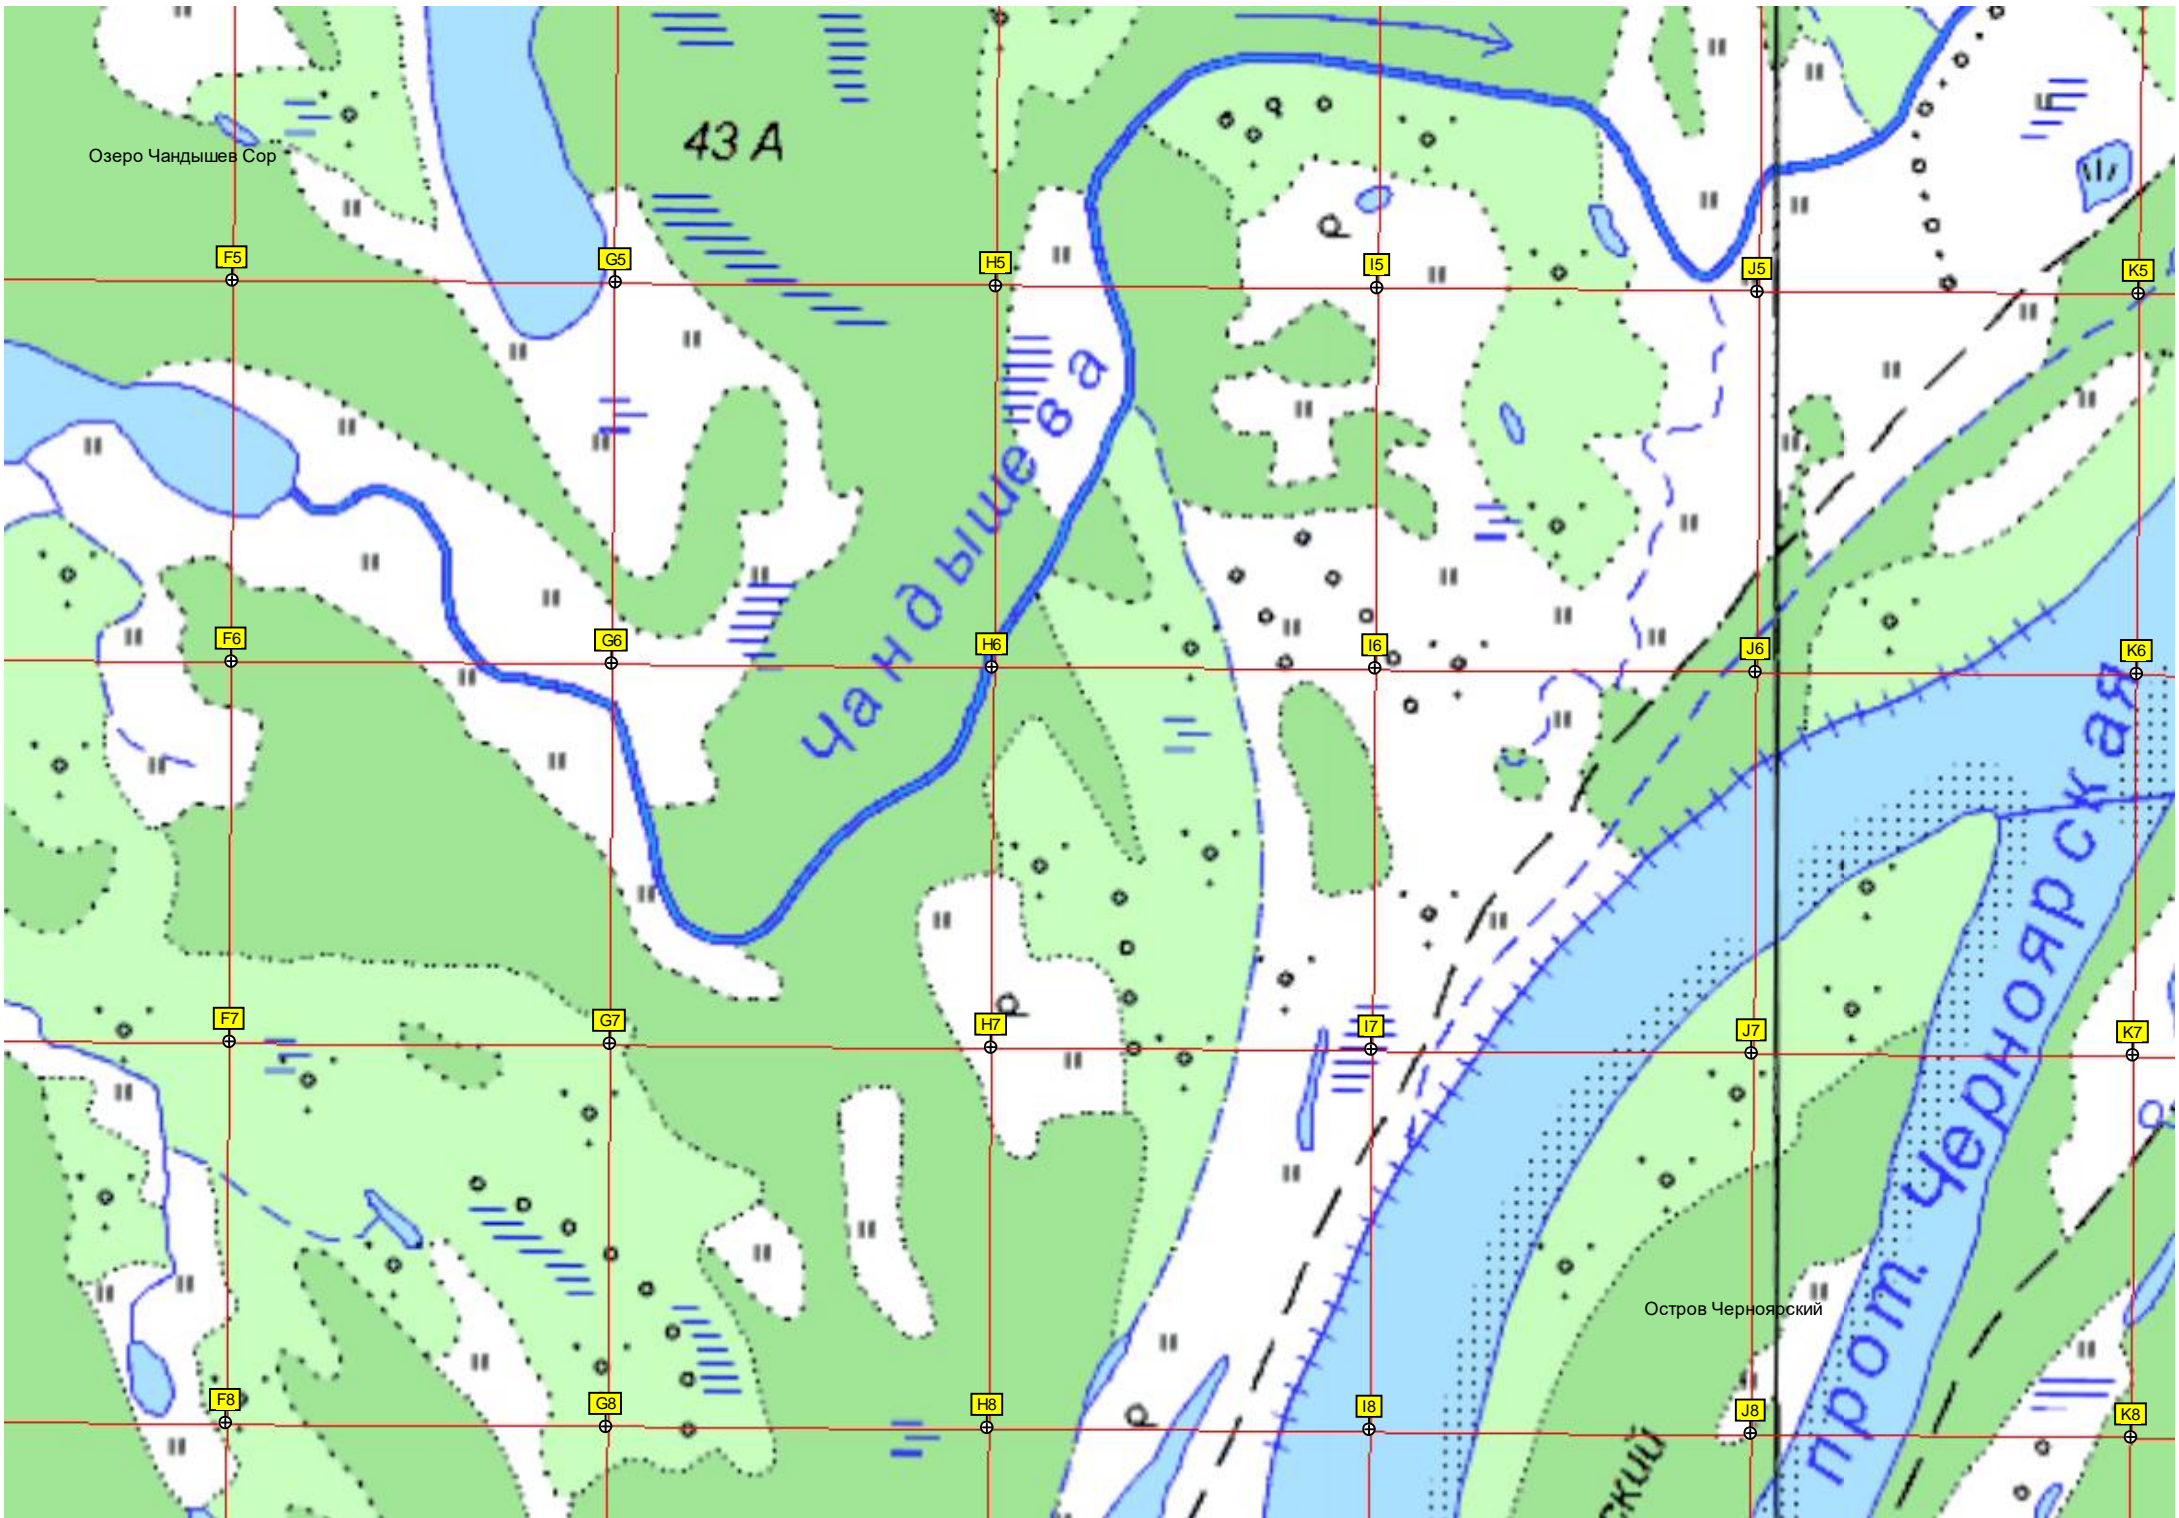 43 А
Озеро Чандышев Сор
F5
G5
H5
I5
J5
K5
Чандышева
F6
G6
H6
I6
J6
K6
прот. Черноярская
F7
G7
H7
I7
J7
K7
Остров Черноярский
F8
G8
H8
I8
J8
K8
ский